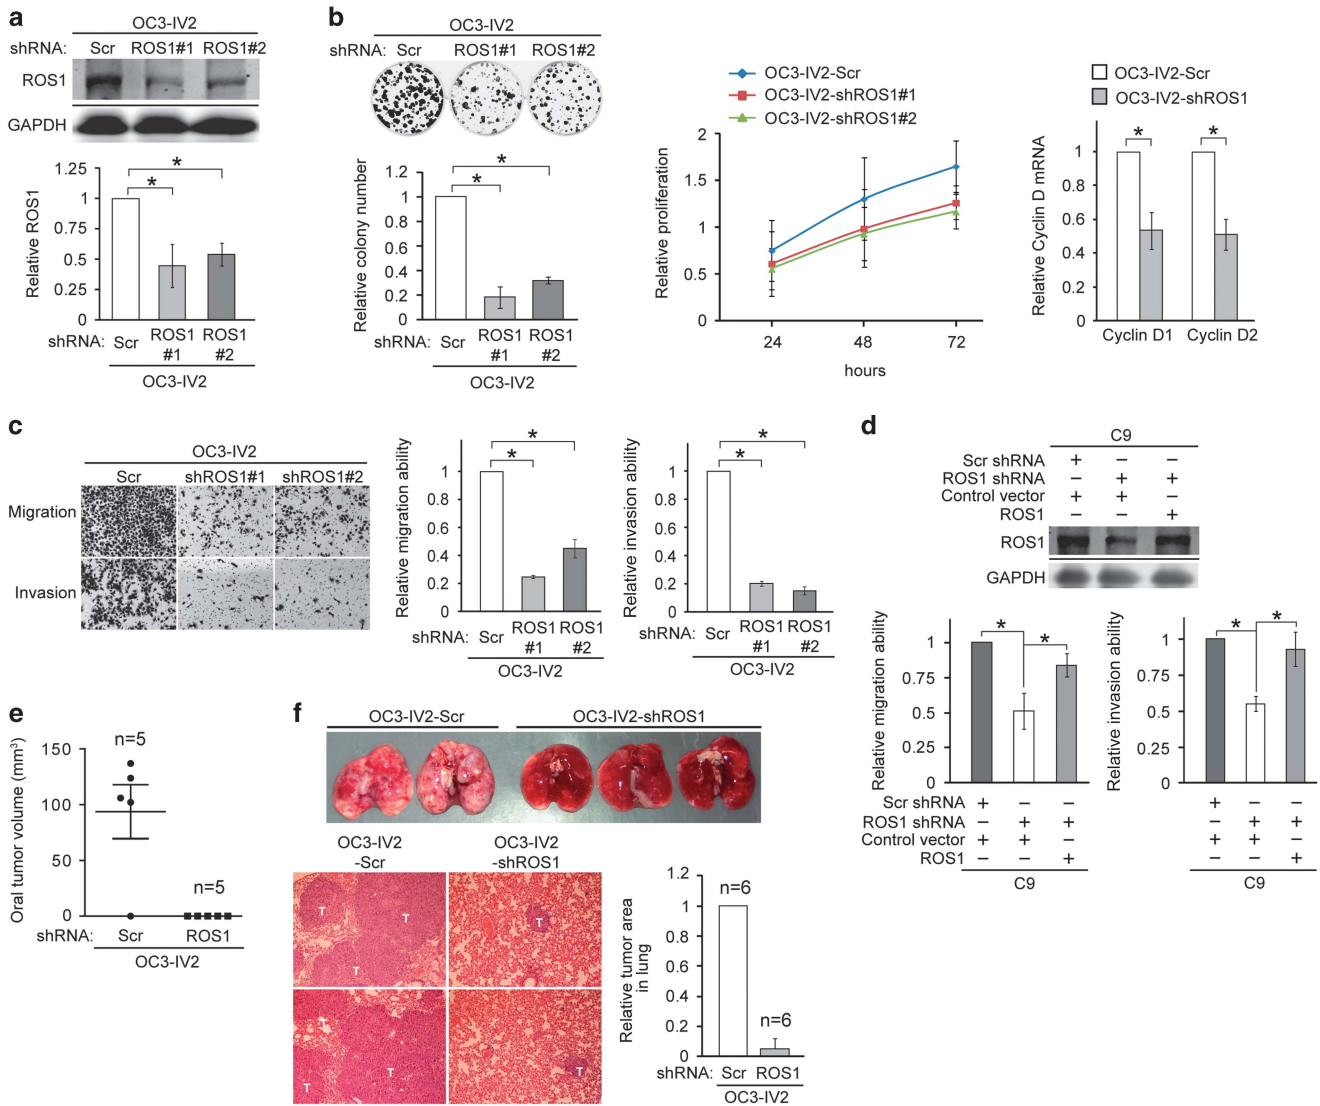 a
OC3-IV2
shRNA: Scr ROS1#1 ROS1#2
ROS1
GAPDH
Relative ROS1
1.25
1
0.75
0.5
0.25
0
* *
shRNA: Scr ROS1 #1 ROS1 #2
OC3-IV2
b
OC3-IV2
shRNA: Scr ROS1#1 ROS1#2
Relative colony number
1.2
1
0.8
0.6
0.4
0.2
0
* *
shRNA: Scr ROS1 #1 ROS1 #2
OC3-IV2
OC3-IV2-Scr
OC3-IV2-shROS1#1
OC3-IV2-shROS1#2
Relative proliferation
2
1.5
1
0.5
0
24 48 72
hours
OC3-IV2-Scr
OC3-IV2-shROS1
Relative Cyclin D mRNA
1
0.8
0.6
0.4
0.2
0
* *
Cyclin D1 Cyclin D2
c
OC3-IV2
Scr shROS1#1 shROS1#2
Migration
Invasion
Relative migration ability
1
0.8
0.6
0.4
0.2
0
* *
shRNA: Scr ROS1 #1 ROS1 #2
OC3-IV2
Relative invasion ability
1
0.8
0.6
0.4
0.2
0
* *
shRNA: Scr ROS1 #1 ROS1 #2
OC3-IV2
d
C9
Scr shRNA + − −
ROS1 shRNA − + +
Control vector + + −
ROS1 − − +
ROS1
GAPDH
Relative migration ability
1
0.75
0.5
0.25
0
* *
Relative invasion ability
1
0.75
0.5
0.25
0
* *
Scr shRNA + − − + − −
ROS1 shRNA − + + − + +
Control vector + + − + + −
ROS1 − − + − − +
C9 C9
e
Oral tumor volume (mm³)
150
100
50
0
n=5
n=5
shRNA: Scr ROS1
OC3-IV2
f
OC3-IV2-Scr OC3-IV2-shROS1
OC3-IV2 -Scr
OC3-IV2 -shROS1
T T T
T
T T T
T
Relative tumor area in lung
1.2
1
0.8
0.6
0.4
0.2
0
n=6
n=6
shRNA: Scr ROS1
OC3-IV2